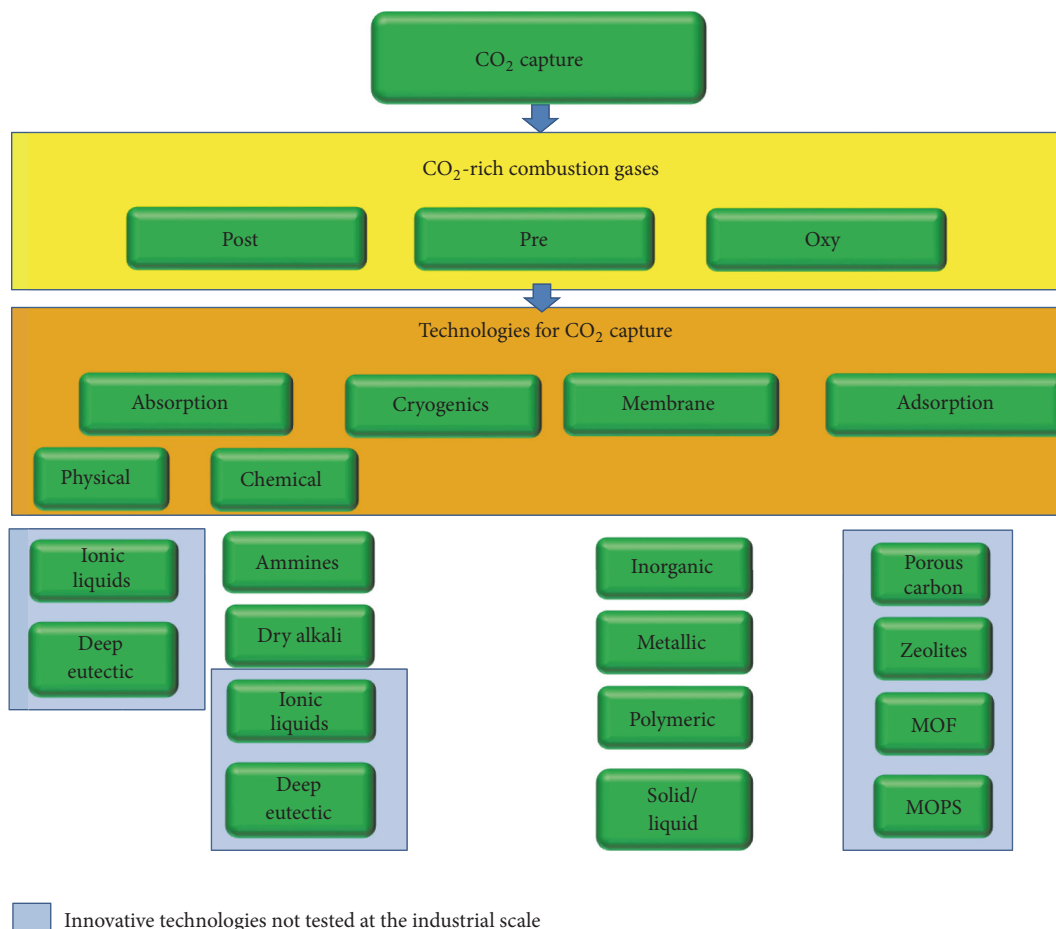 CO₂ capture
CO₂-rich combustion gases
Post
Pre
Oxy
Technologies for CO₂ capture
Absorption
Cryogenics
Membrane
Adsorption
Physical
Chemical
Ionic
liquids
Deep
eutectic
Ammines
Dry alkali
Ionic
liquids
Deep
eutectic
Inorganic
Metallic
Polymeric
Solid/
liquid
Porous
carbon
Zeolites
MOF
MOPS
Innovative technologies not tested at the industrial scale